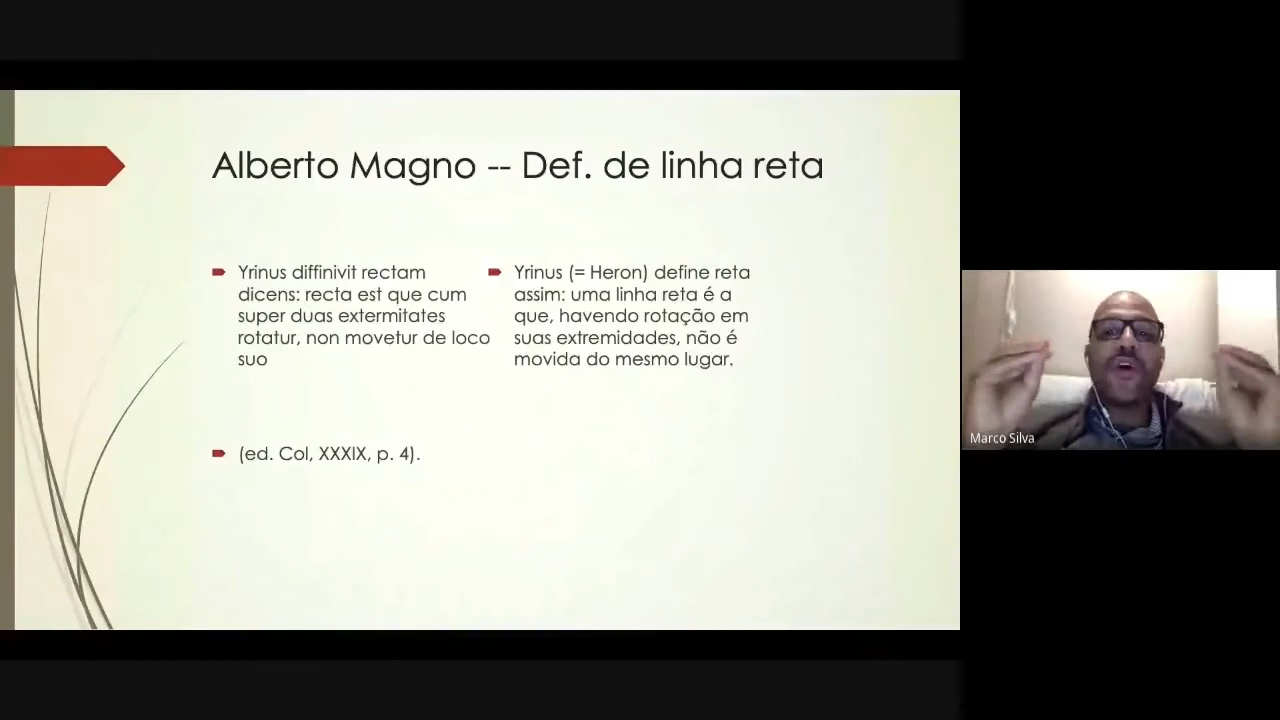 Alberto Magno -- Def. de linha reta
Yrinus diffinivit rectam
dicens: recta est que cum
super duas extermitates
rotatur, non movetur de loco
suo
(ed. Col, XXXIX, p. 4).
Yrinus (= Heron) define reta
assim: uma linha reta é a
que, havendo rotação em
suas extremidades, não é
movida do mesmo lugar.
Marco Silva